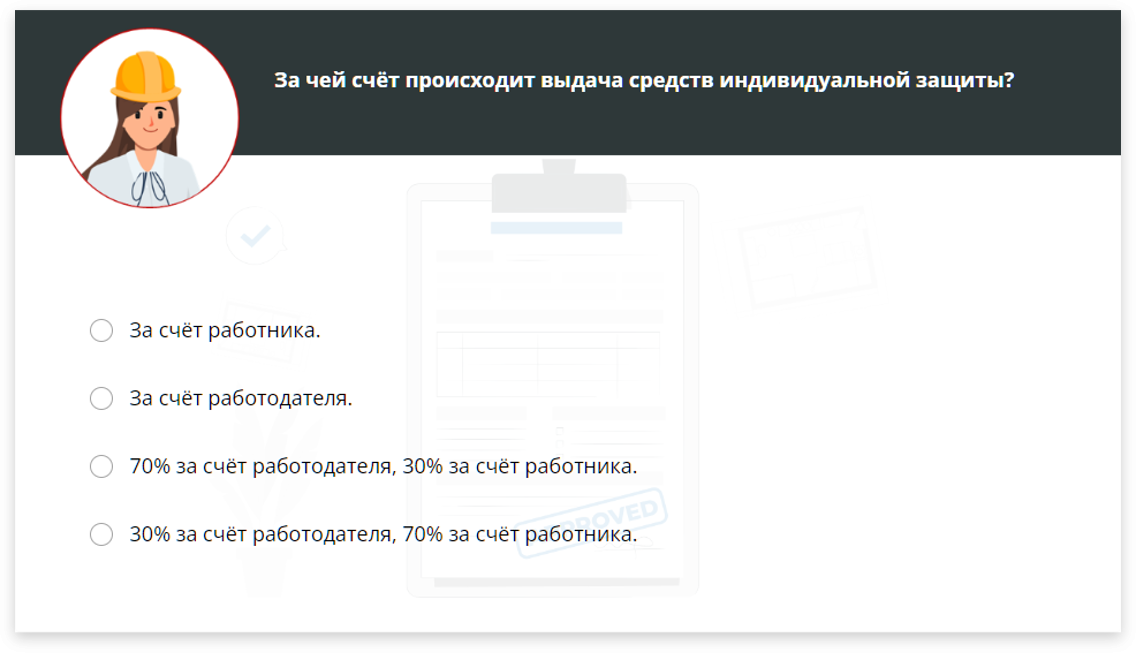 За чей счёт происходит выдача средств индивидуальной защиты?
За счёт работника.
За счёт работодателя.
70% за счёт работодателя, 30% за счёт работника.
30% за счёт работодателя, 70% за счёт работника.
APPROVED